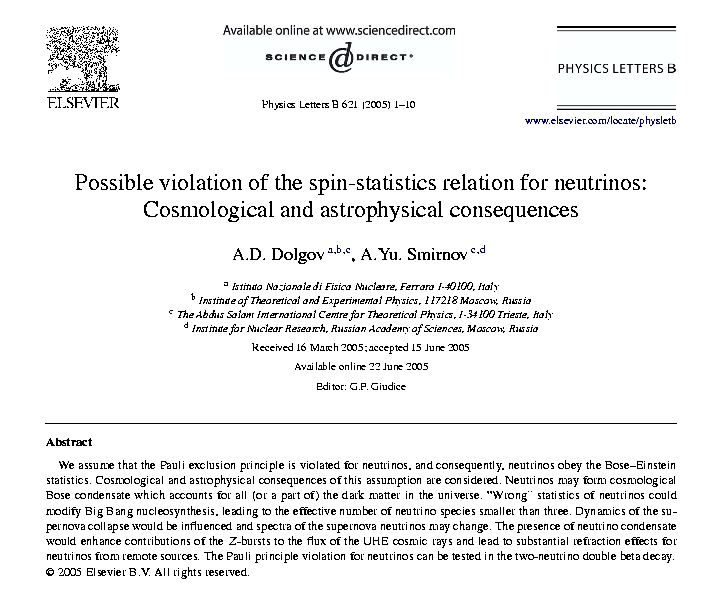 Available online at www.sciencedirect.com
SCIENCE DIRECT®
ELSEVIER
PHYSICS LETTERS B
Physics Letters B 621 (2005) 1–10
www.elsevier.com/locate/physletb
Possible violation of the spin-statistics relation for neutrinos:
Cosmological and astrophysical consequences
A.D. Dolgov a,b,c, A.Yu. Smirnov c,d
a Istituto Nazionale di Fisica Nucleare, Ferrara I-40100, Italy
b Institute of Theoretical and Experimental Physics, 117218 Moscow, Russia
c The Abdus Salam International Centre for Theoretical Physics, I-34100 Trieste, Italy
d Institute for Nuclear Research, Russian Academy of Sciences, Moscow, Russia
Received 16 March 2005; accepted 15 June 2005
Available online 22 June 2005
Editor: G.F. Giudice
Abstract
We assume that the Pauli exclusion principle is violated for neutrinos, and consequently, neutrinos obey the Bose–Einstein
statistics. Cosmological and astrophysical consequences of this assumption are considered. Neutrinos may form cosmological
Bose condensate which accounts for all (or a part of) the dark matter in the universe. "Wrong" statistics of neutrinos could
modify Big Bang nucleosynthesis, leading to the effective number of neutrino species smaller than three. Dynamics of the su-
pernova collapse would be influenced and spectra of the supernova neutrinos may change. The presence of neutrino condensate
would enhance contributions of the Z-bursts to the flux of the UHE cosmic rays and lead to substantial refraction effects for
neutrinos from remote sources. The Pauli principle violation for neutrinos can be tested in the two-neutrino double beta decay.
© 2005 Elsevier B.V. All rights reserved.